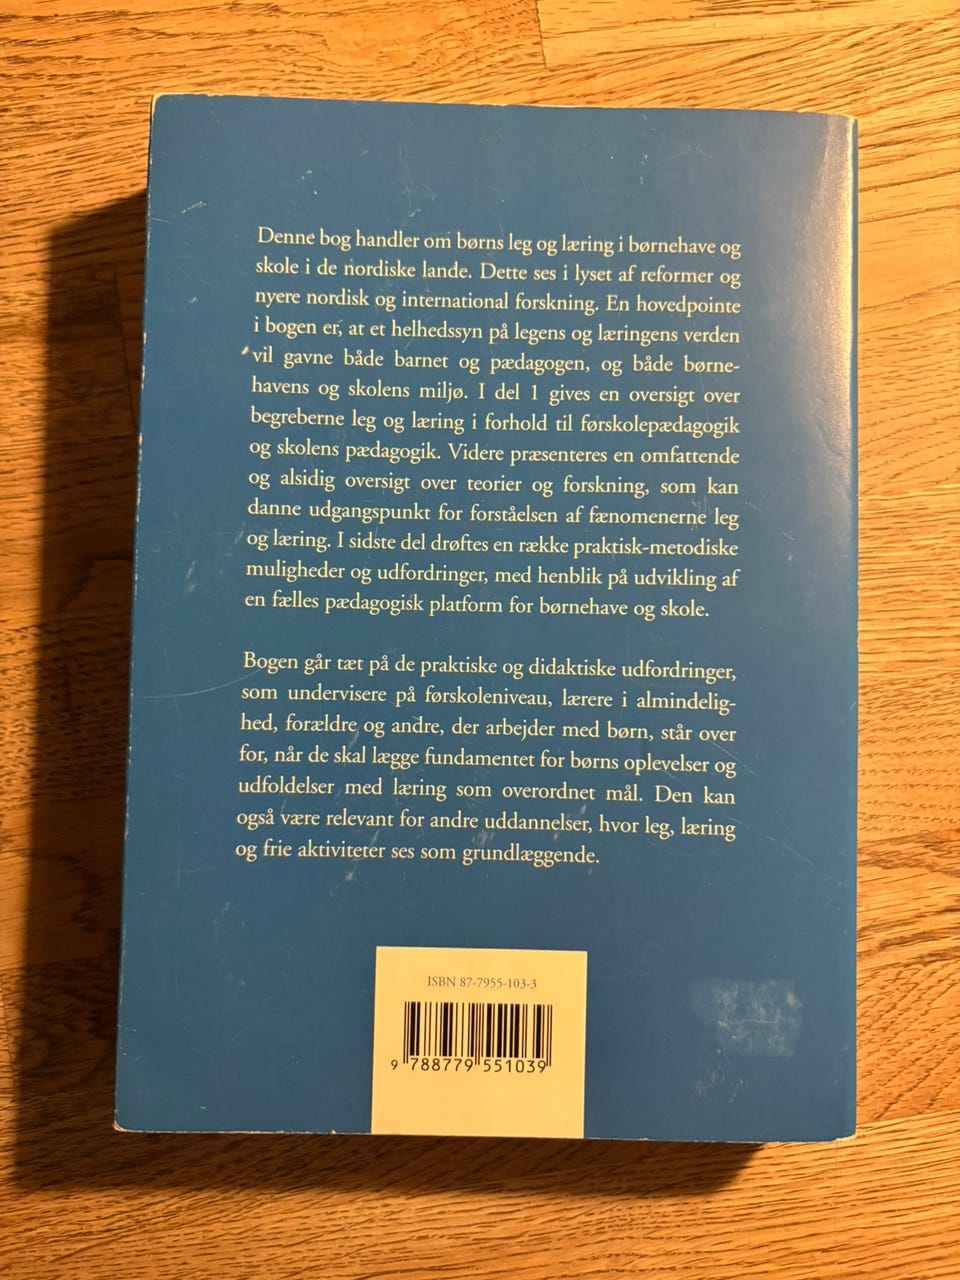 Denne bog handler om børns leg og læring i børnehave og
skole i de nordiske lande. Dette ses i lyset af reformer og
nyere nordisk og international forskning. En hovedpointe
i bogen er, at et helhedssyn på legens og læringens verden
vil gavne både barnet og pædagogen, og både børne-
havens og skolens miljø. I del 1 gives en oversigt over
begreberne leg og læring i forhold til førskolepædagogik
og skolens pædagogik. Videre præsenteres en omfattende
og alsidig oversigt over teorier og forskning, som kan
danne udgangspunkt for forståelsen af fænomenerne leg
og læring. I sidste del drøftes en række praktisk-metodiske
muligheder og udfordringer, med henblik på udvikling af
en fælles pædagogisk platform for børnehave og skole.
Bogen går tæt på de praktiske og didaktiske udfordringer,
som undervisere på førskoleniveau, lærere i almindelig-
hed, forældre og andre, der arbejder med børn, står over
for, når de skal lægge fundamentet for børns oplevelser og
udfoldelser med læring som overordnet mål. Den kan
også være relevant for andre uddannelser, hvor leg, læring
og frie aktiviteter ses som grundlæggende.
ISBN 87-7955-103-3
9 788779 551039